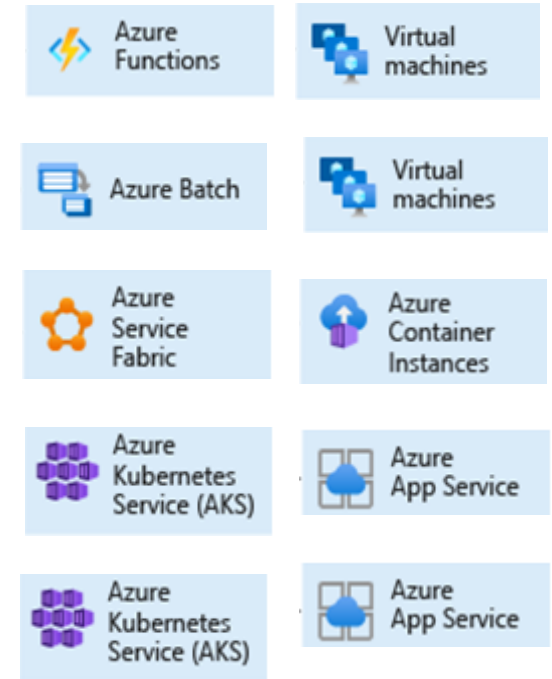 Azure
Functions
Virtual
machines
Azure Batch
Virtual
machines
Azure
Service
Fabric
Azure
Container
Instances
Azure
Kubernetes
Service (AKS)
Azure
App Service
Azure
Kubernetes
Service (AKS)
Azure
App Service